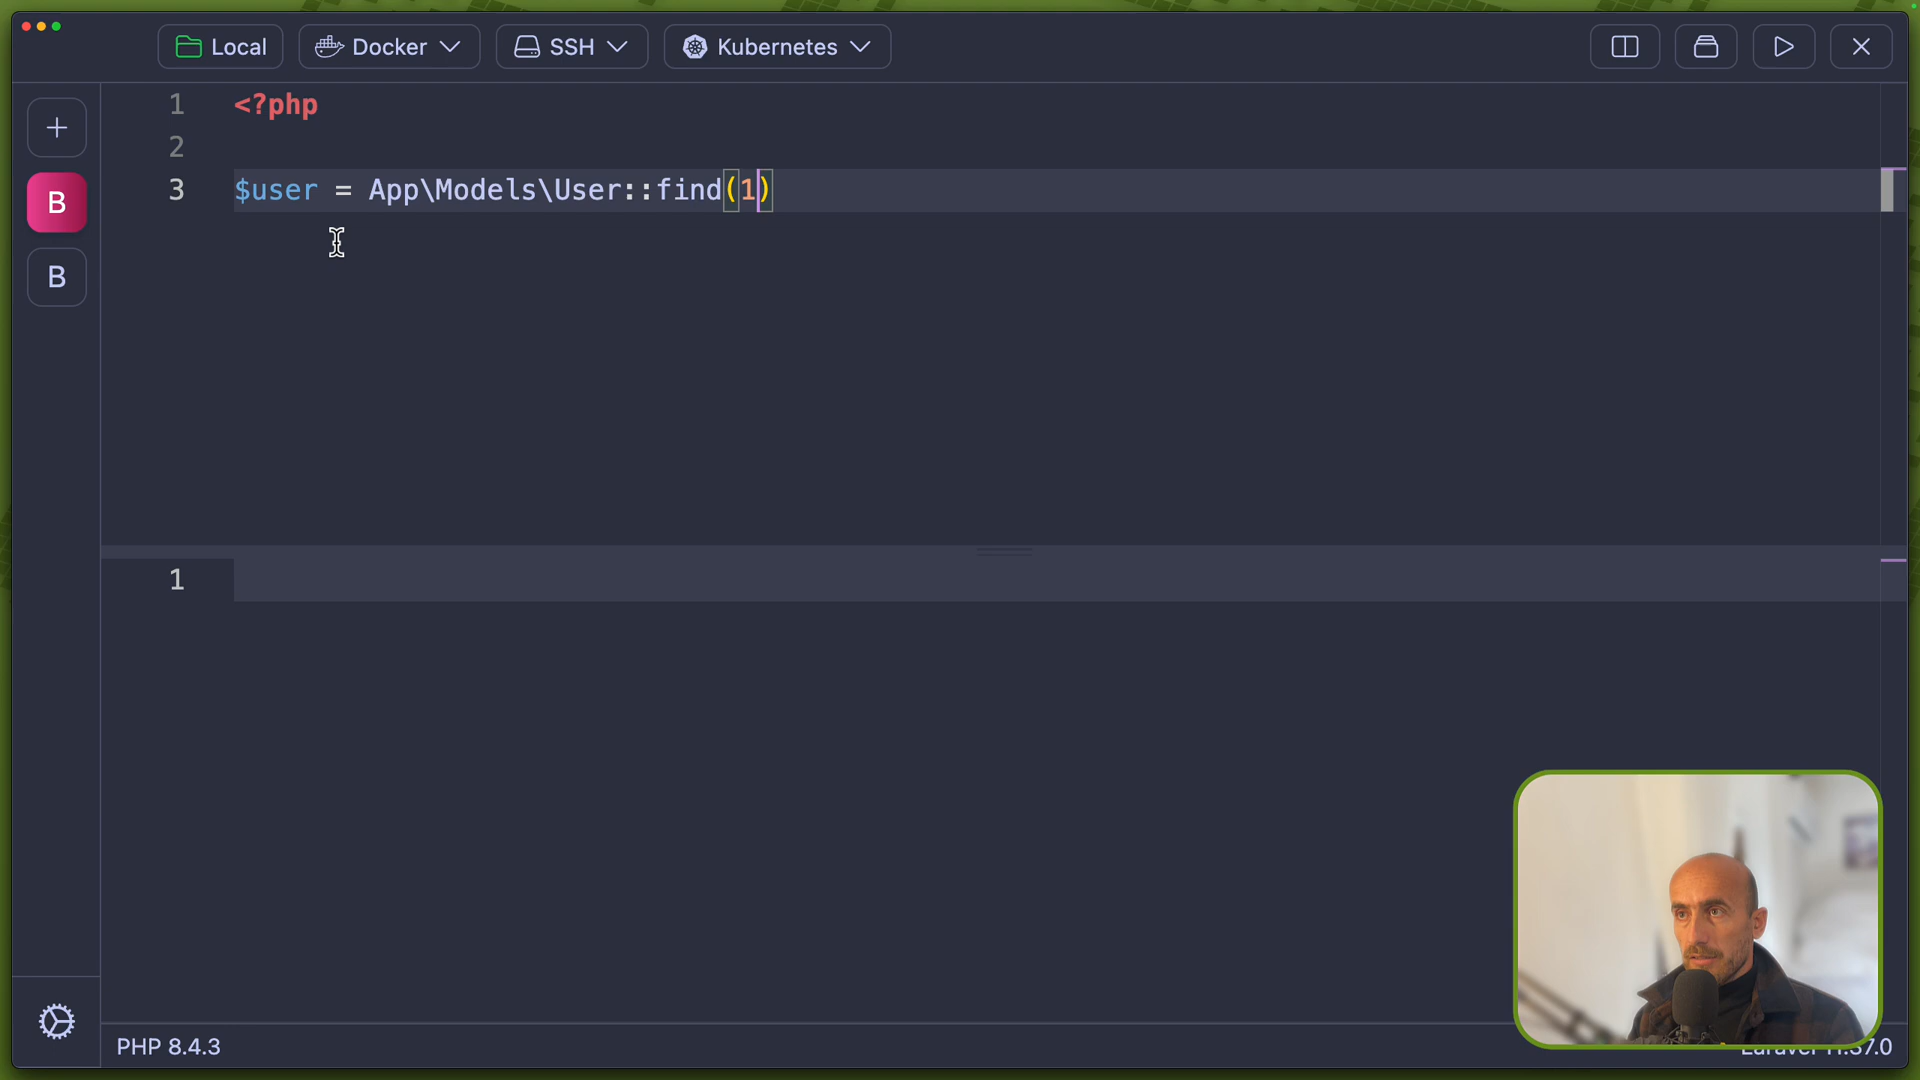 Local Docker SSH Kubernetes
1 <?php
2
3 $user = App\Models\User::find(1)
B
B
1
PHP 8.4.3